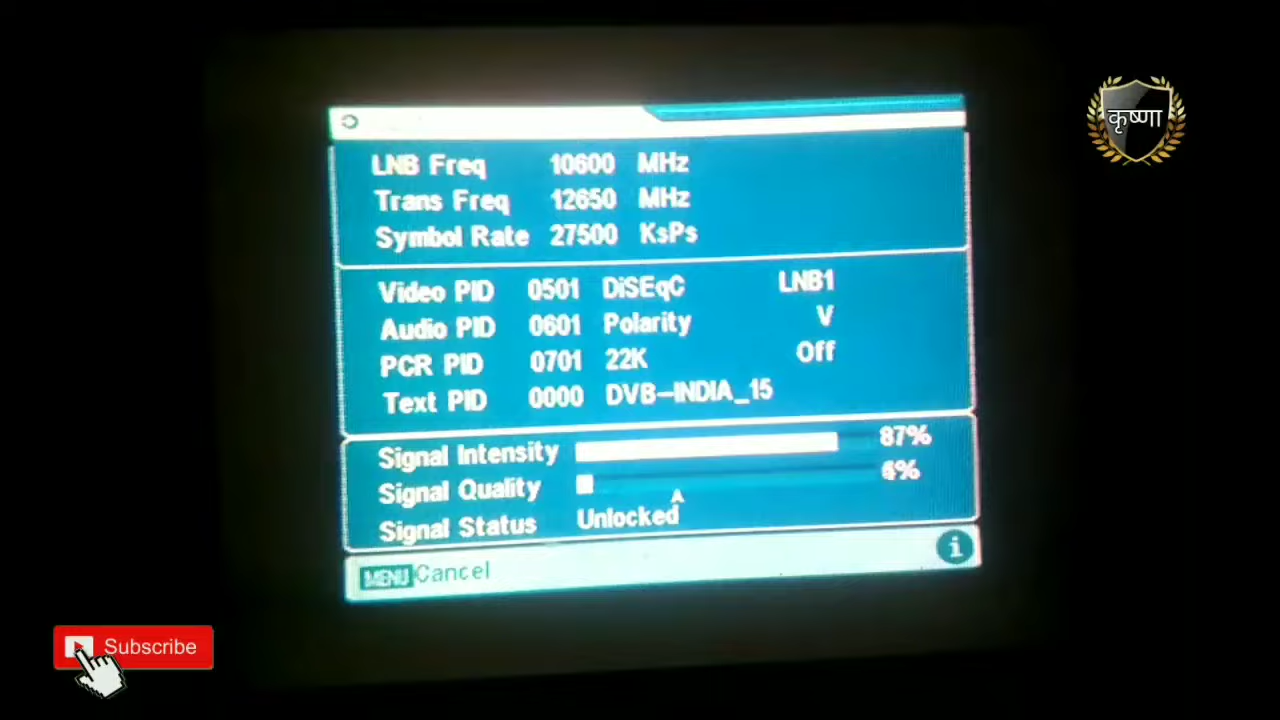 कृष्णा
LNB Freq 10600 MHz
Trans Freq 12650 MHz
Symbol Rate 27500 KsPs
Video PID 0501 DiSEqC LNB1
Audio PID 0601 Polarity V
PCR PID 0701 22K Off
Text PID 0000 DVB-INDIA_15
Signal Intensity 87%
Signal Quality
Signal Status Unlocked
MENU Cancel
i
Subscribe